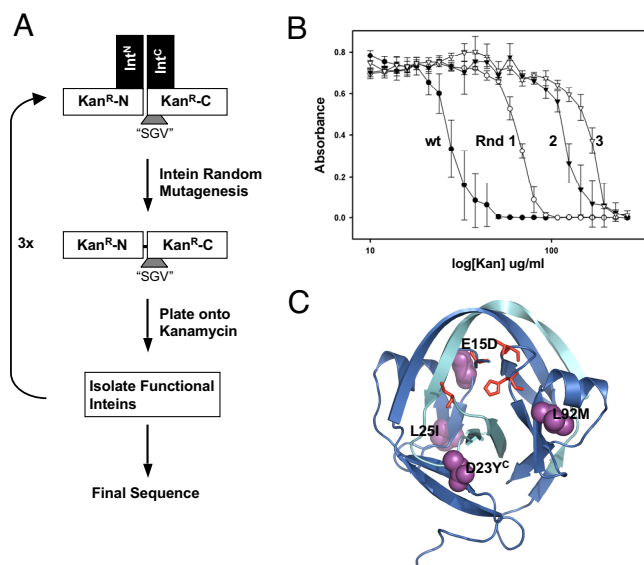 A
Int^N
Int^C
Kan^R-N
Kan^R-C
"SGV"
Intein Random
Mutagenesis
3x
Kan^R-N
Kan^R-C
"SGV"
Plate onto
Kanamycin
Isolate Functional
Inteins
Final Sequence
B
Absorbance
0.8
0.6
0.4
0.2
0.0
wt
Rnd 1
2
3
10
100
log[Kan] ug/ml
C
E15D
L92M
L25I
D23Y^C